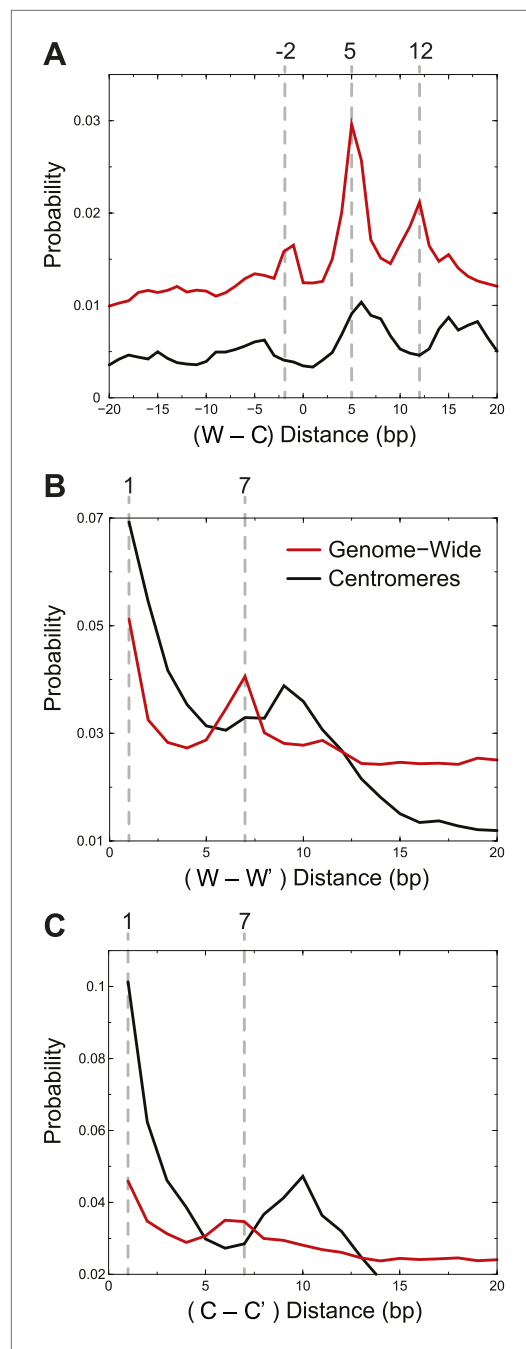 A
-2 5 12
0.03
0.02
0.01
0
Probability
−20 −15 −10 −5 0 5 10 15 20
(W − C) Distance (bp)
B
1 7
0.07
0.05
0.03
0.01
Probability
Genome−Wide
Centromeres
0 5 10 15 20
( W − W' ) Distance (bp)
C
1 7
0.1
0.08
0.06
0.04
0.02
Probability
0 5 10 15 20
( C − C' ) Distance (bp)